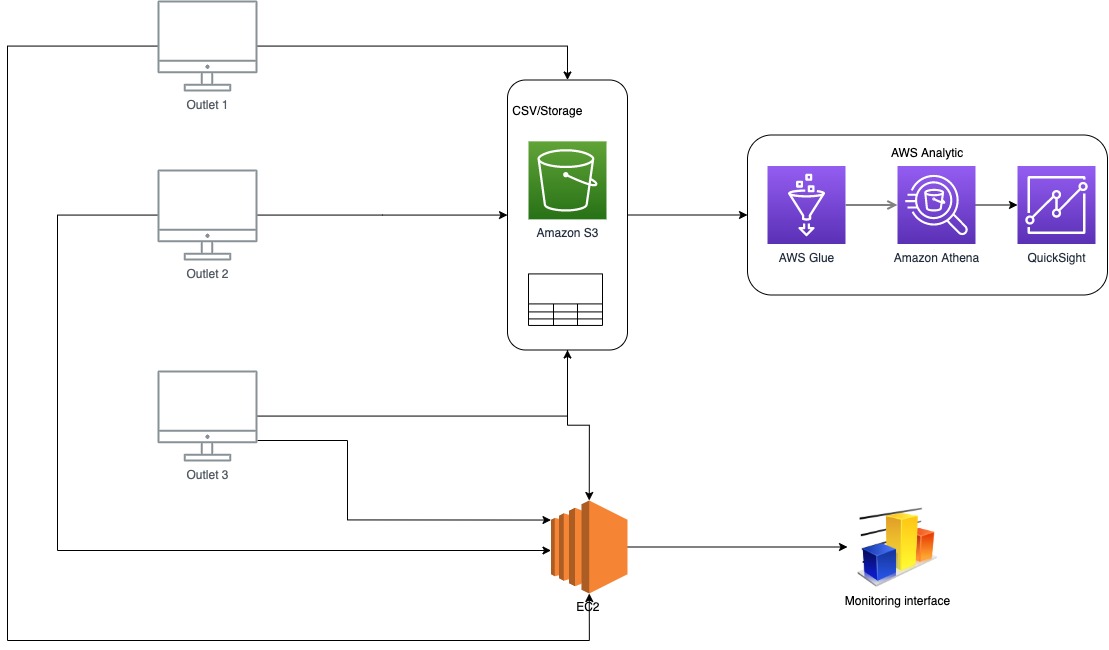 Outlet 1
CSV/Storage
Amazon S3
AWS Analytic
AWS Glue
Amazon Athena
QuickSight
Outlet 2
Outlet 3
EC2
Monitoring interface